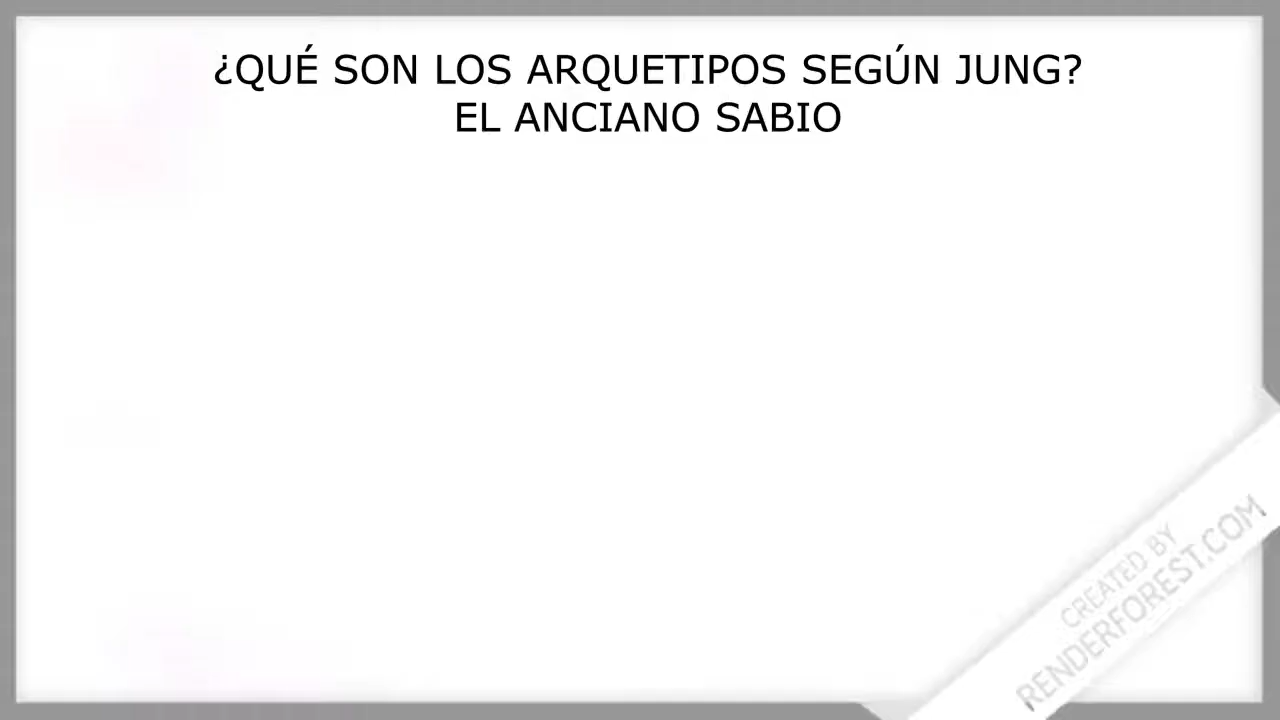 ¿QUÉ SON LOS ARQUETIPOS SEGÚN JUNG?
EL ANCIANO SABIO
CREATED BY
RENDERFOREST.COM